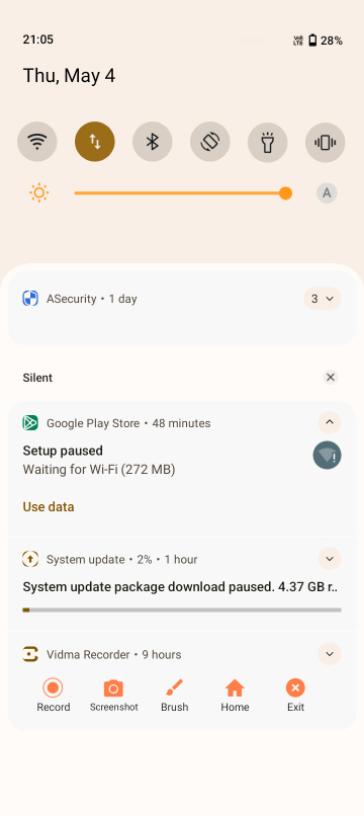 21:05
Vo LTE 28%
Thu, May 4
A
ASecurity • 1 day
3
Silent
Google Play Store • 48 minutes
Setup paused
Waiting for Wi-Fi (272 MB)
Use data
System update • 2% • 1 hour
System update package download paused. 4.37 GB r..
Vidma Recorder • 9 hours
Record Screenshot Brush Home Exit